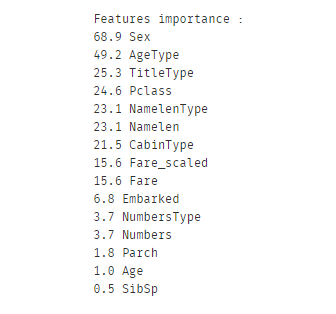 Features importance :
68.9 Sex
49.2 AgeType
25.3 TitleType
24.6 Pclass
23.1 NamelenType
23.1 Namelen
21.5 CabinType
15.6 Fare_scaled
15.6 Fare
6.8 Embarked
3.7 NumbersType
3.7 Numbers
1.8 Parch
1.0 Age
0.5 SibSp